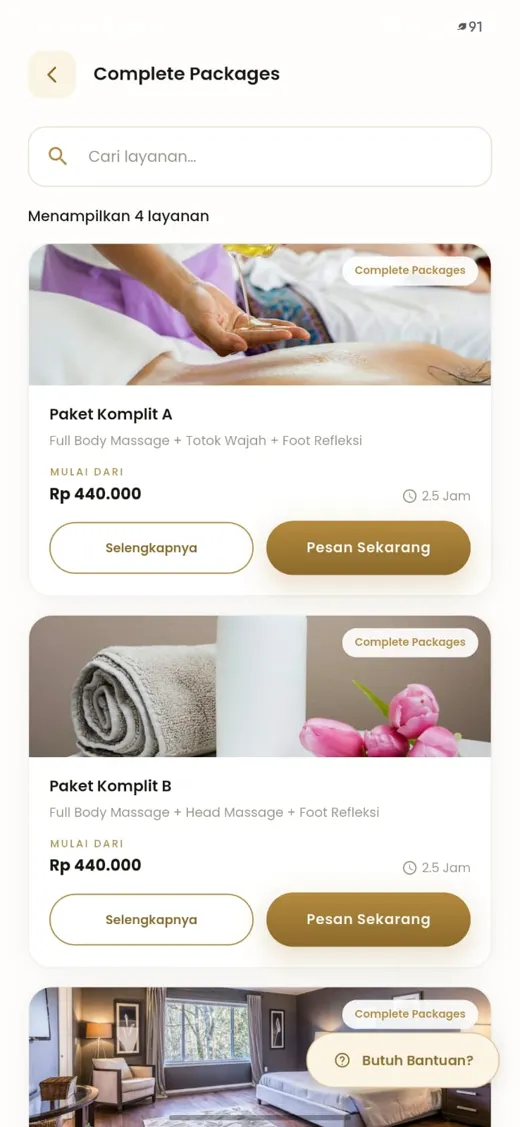 91
Complete Packages
Cari layanan...
Menampilkan 4 layanan
Complete Packages
Paket Komplit A
Full Body Massage + Totok Wajah + Foot Refleksi
MULAI DARI
Rp 440.000
2.5 Jam
Selengkapnya
Pesan Sekarang
Complete Packages
Paket Komplit B
Full Body Massage + Head Massage + Foot Refleksi
MULAI DARI
Rp 440.000
2.5 Jam
Selengkapnya
Pesan Sekarang
Complete Packages
Butuh Bantuan?